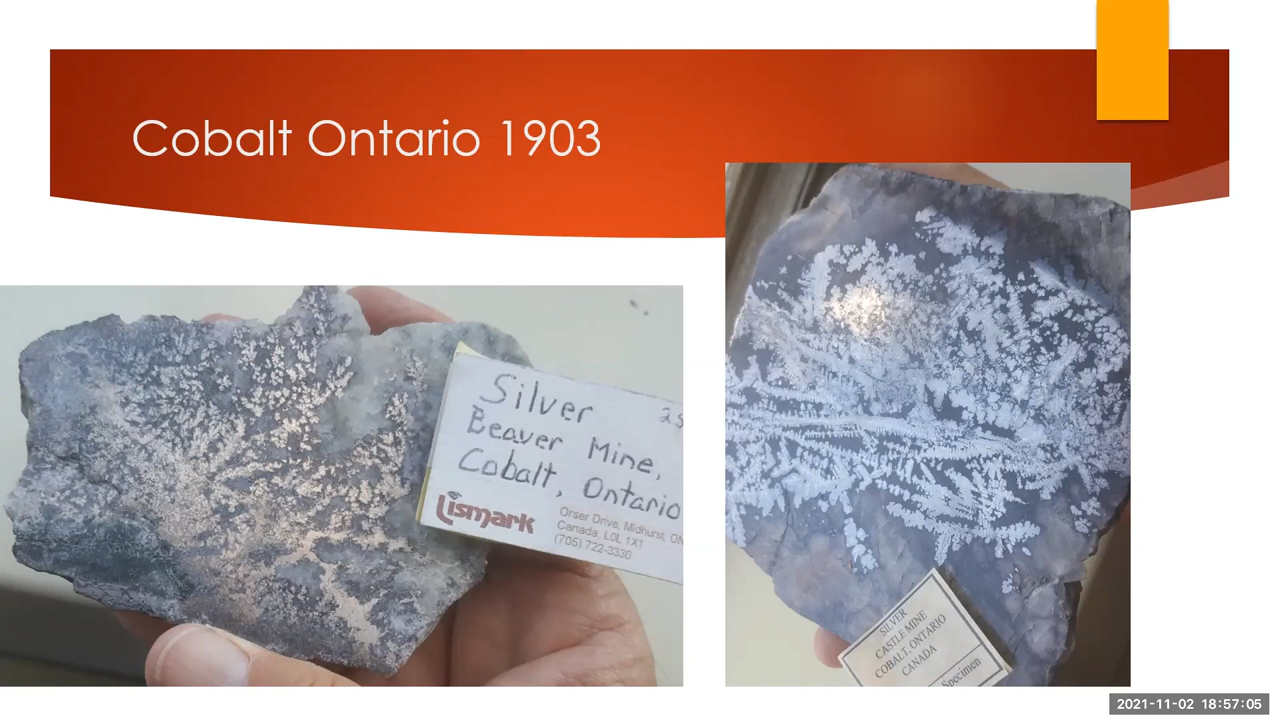 Cobalt Ontario 1903
Silver
Beaver Mine,
Cobalt, Ontario
Lismark
Orser Drive, Midhurst, ON
Canada, L0L 1X1
(705) 722-3330
SILVER
CASTLE MINE
COBALT, ONTARIO
CANADA
Specimen
2021-11-02 18:57:05